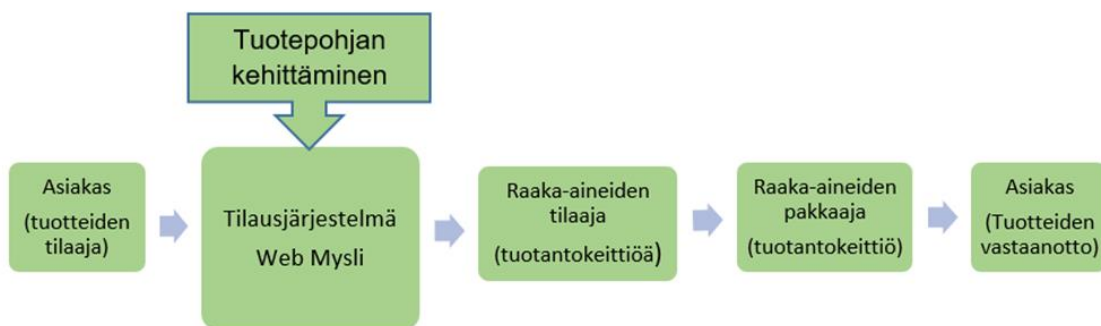 Tuotepohjan
kehittäminen
Asiakas
(tuotteiden
tilaaja)
Tilausjärjestelmä
Web Mysli
Raaka-aineiden
tilaaja
(tuotantokeittiöä)
Raaka-aineiden
pakkaaja
(tuotantokeittiö)
Asiakas
(Tuotteiden
vastaanotto)